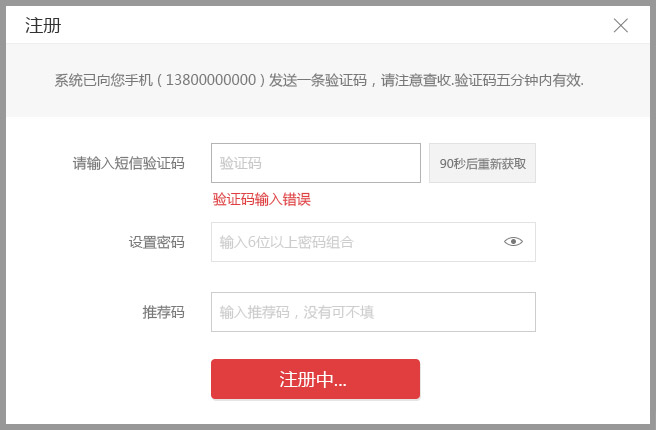 注册
系统已向您手机（13800000000）发送一条验证码，请注意查收.验证码五分钟内有效.
请输入短信验证码 验证码 90秒后重新获取
验证码输入错误
设置密码 输入6位以上密码组合
推荐码 输入推荐码，没有可不填
注册中...